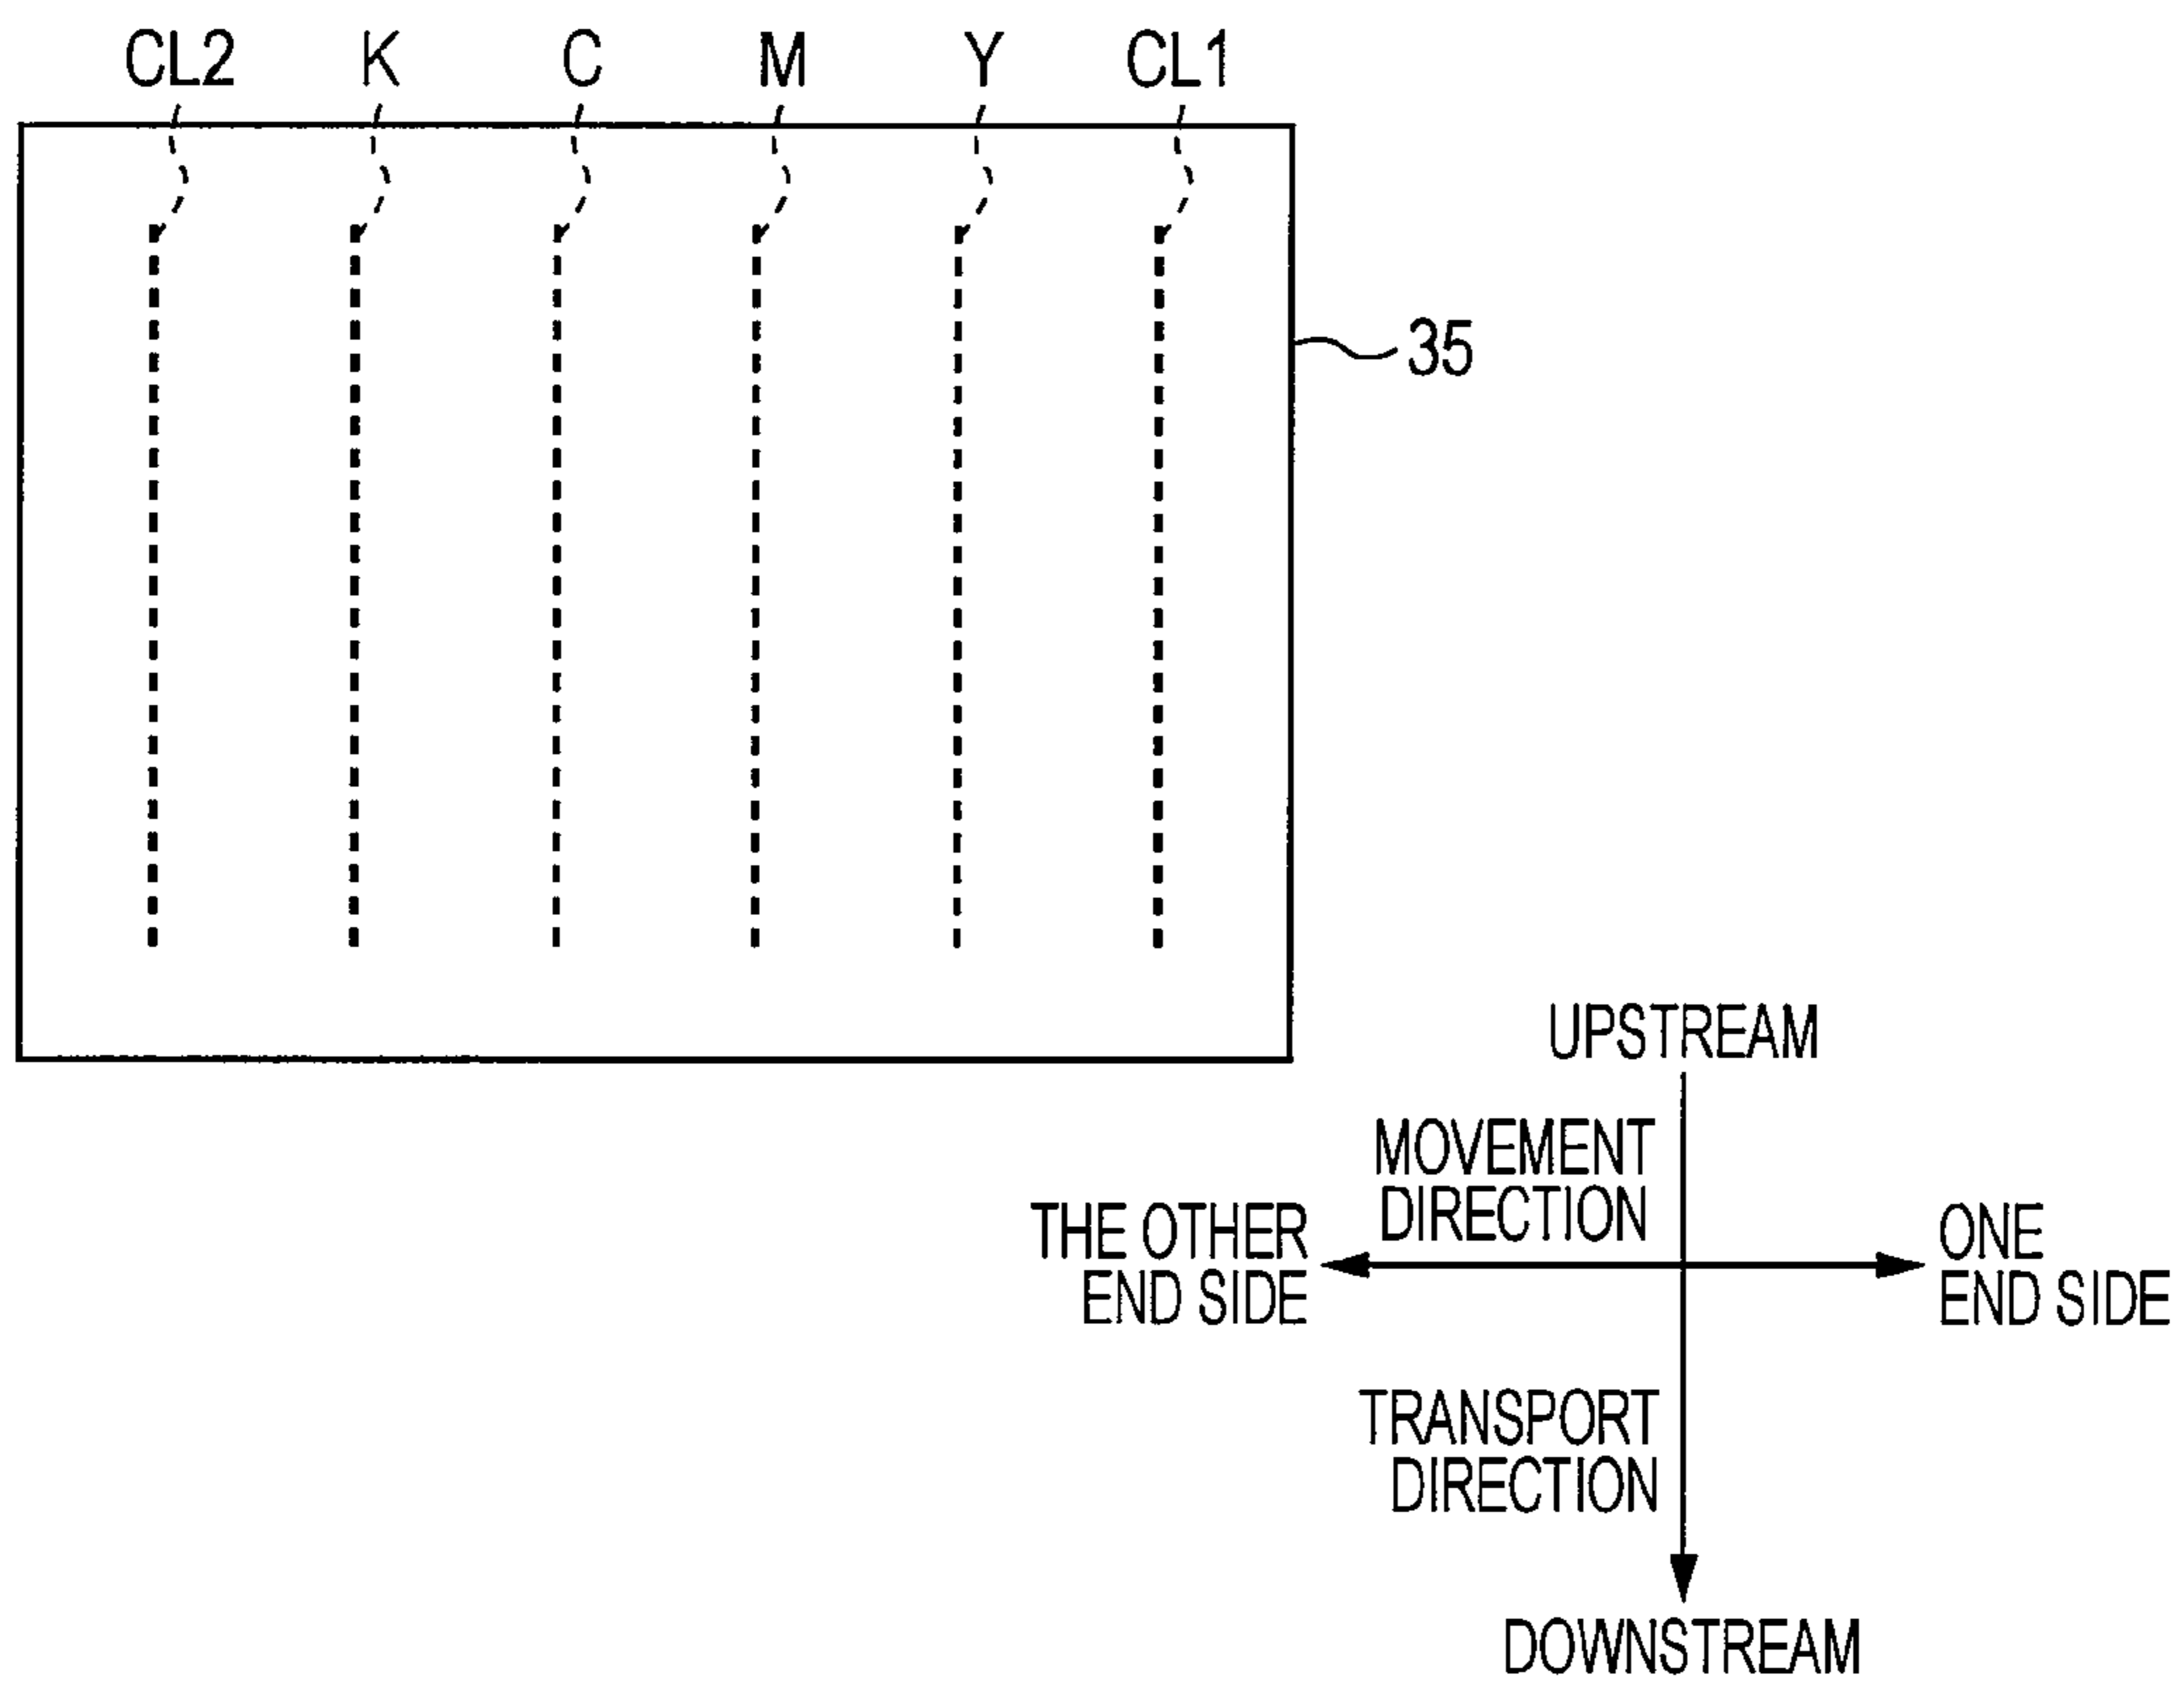 CL2 K C M Y CL1
35
UPSTREAM
MOVEMENT
DIRECTION
THE OTHER
END SIDE
ONE
END SIDE
TRANSPORT
DIRECTION
DOWNSTREAM